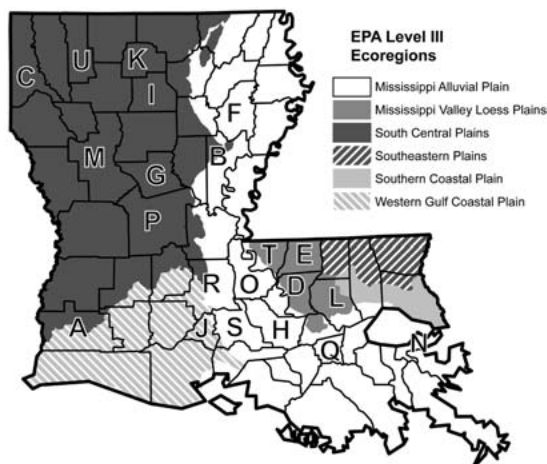 EPA Level III
Ecoregions
Mississippi Alluvial Plain
Mississippi Valley Loess Plains
South Central Plains
Southeastern Plains
Southern Coastal Plain
Western Gulf Coastal Plain
C U K
I
F
M
B
G
P
T E
R O D L
A J S H
Q N